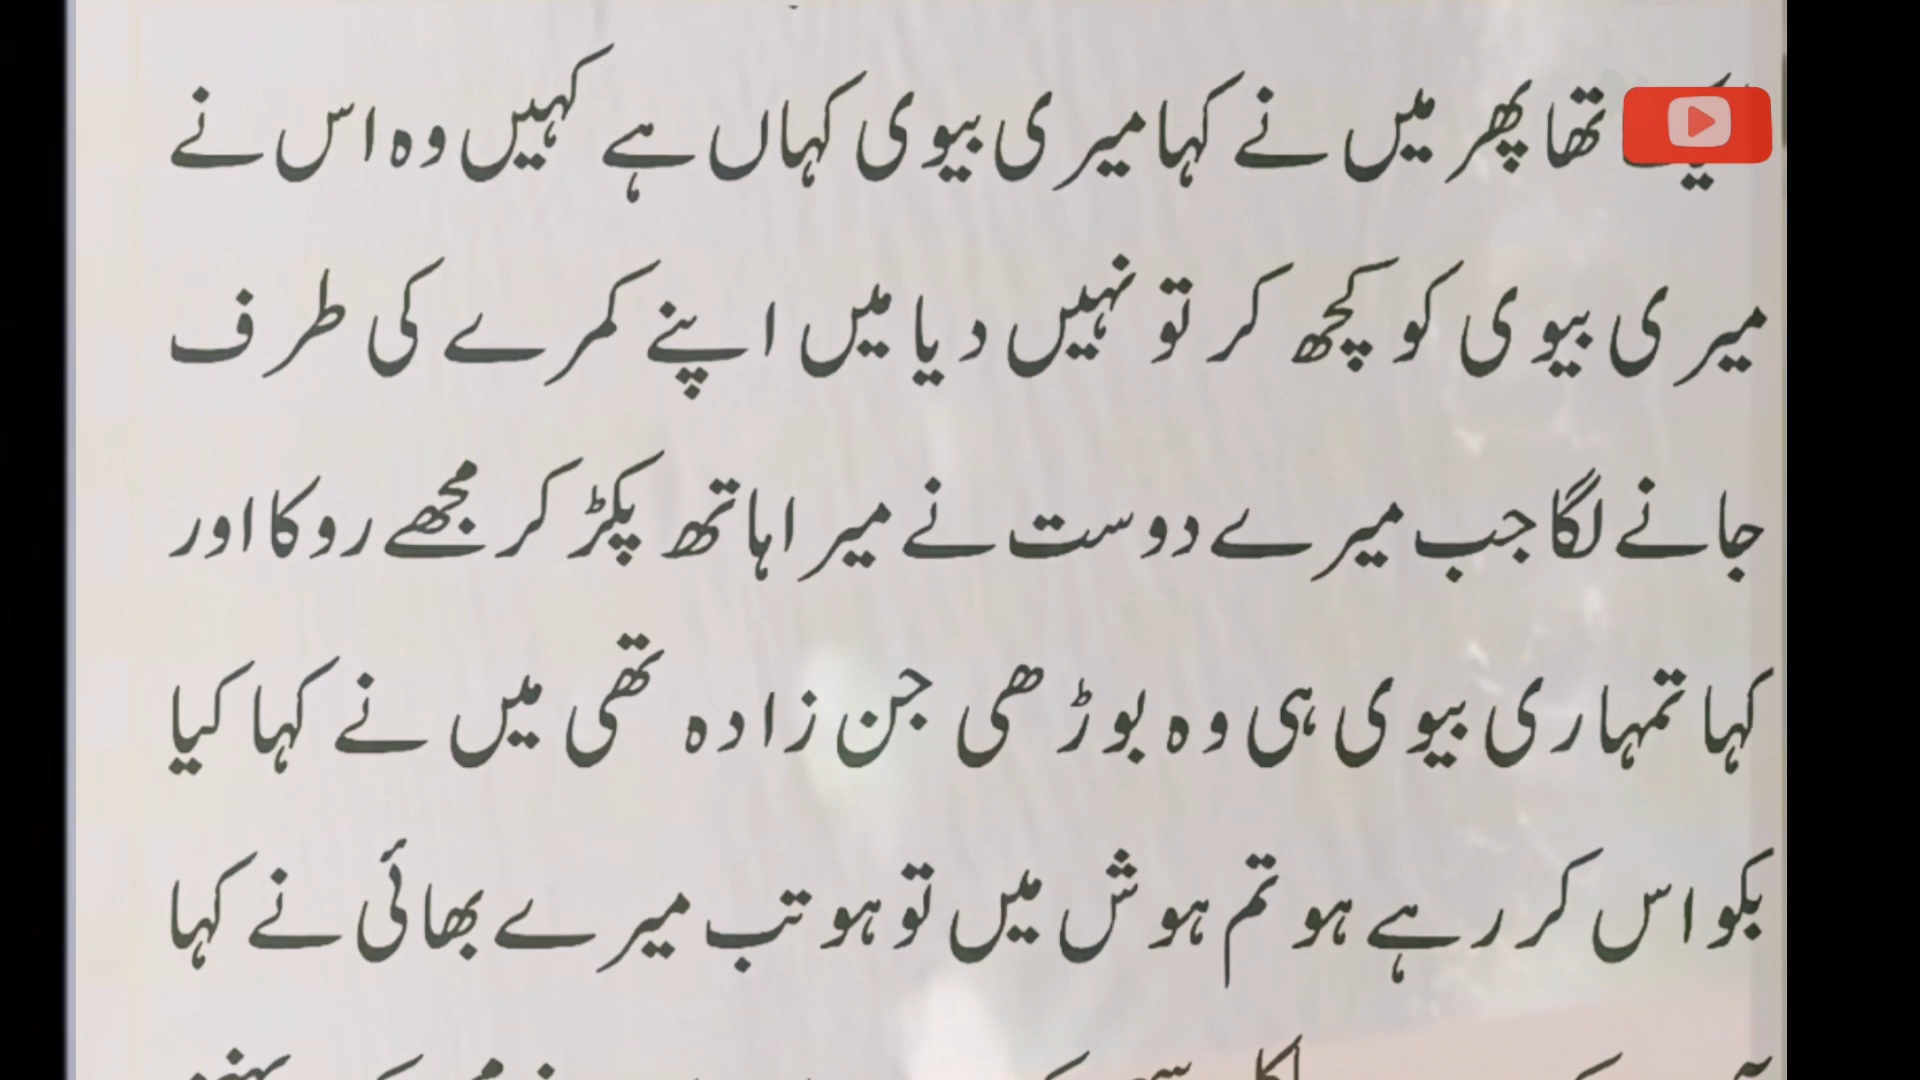 تھا پھر میں نے کہا میری بیوی کہاں ہے کہیں وہ اس نے
میری بیوی کو کچھ کر تو نہیں دیا میں اپنے کمرے کی طرف
جانے لگا جب میرے دوست نے میرا ہاتھ پکڑ کر مجھے روکا اور
کہا تمہاری بیوی ہی وہ بوڑھی جن زادہ تھی میں نے کہا کیا
بکواس کر رہے ہو تم ہوش میں تو ہو تب میرے بھائی نے کہا